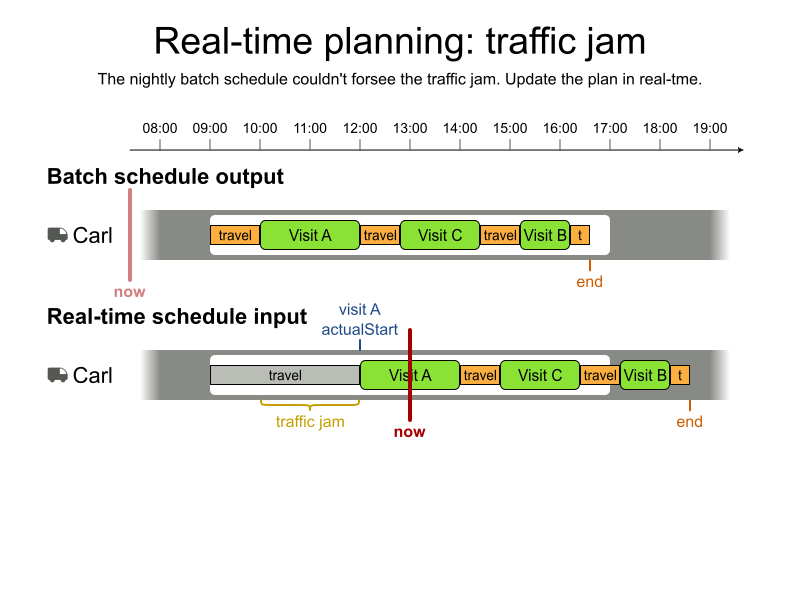 Real-time planning: traffic jam
The nightly batch schedule couldn't forsee the traffic jam. Update the plan in real-tme.
08:00 09:00 10:00 11:00 12:00 13:00 14:00 15:00 16:00 17:00 18:00 19:00
Batch schedule output
Carl travel Visit A travel Visit C travel Visit B t
end
now
visit A
Real-time schedule input
actualStart
Carl travel Visit A travel Visit C travel Visit B t
traffic jam
end
now